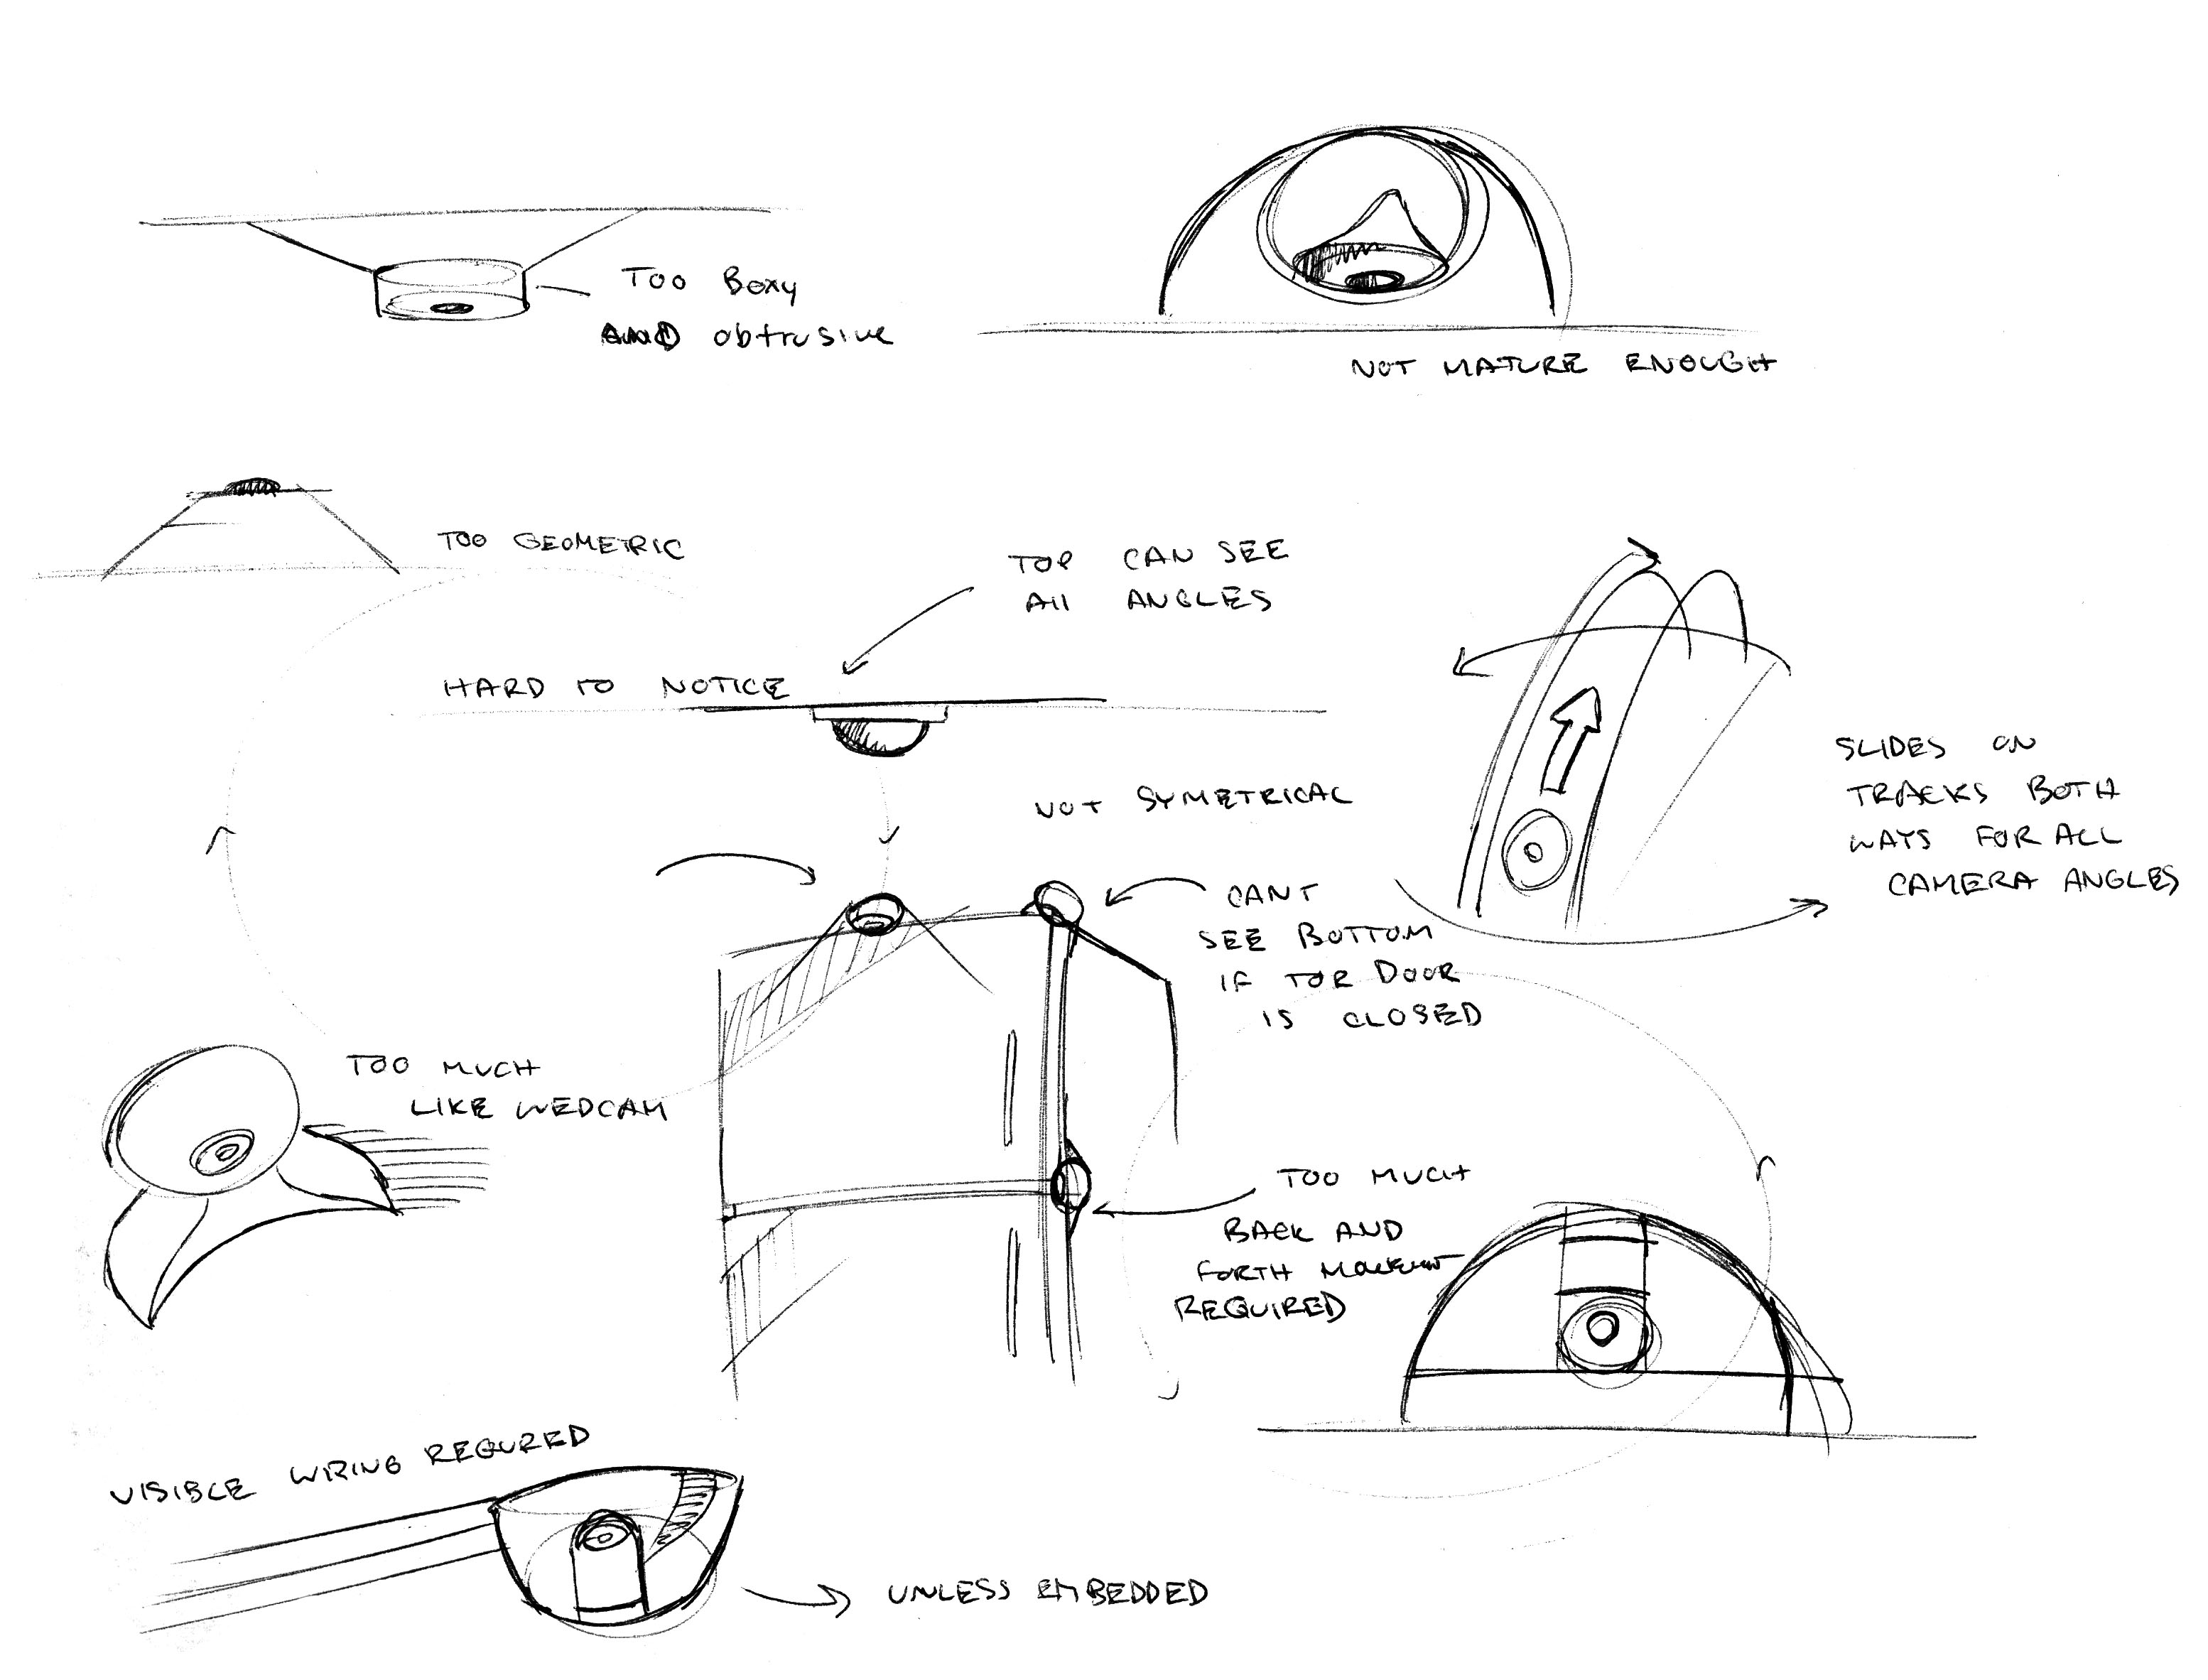 TOO BOXY
AND obtrusive
NOT MATURE ENOUGH
TOO GEOMETRIC
TOP CAN SEE
All ANGLES
HARD TO NOTICE
SLIDES ON
TRACKS BOTH
WAYS FOR ALL
CAMERA ANGLES
NOT SYMETRICAL
CANT
SEE BOTTOM
IF TOP DOOR
IS CLOSED
TOO MUCH
LIKE WEDCAM
TOO MUCH
BACK AND
FORTH
REQUIRED
VISIBLE WIRING REQURED
UNLESS EMBEDDED